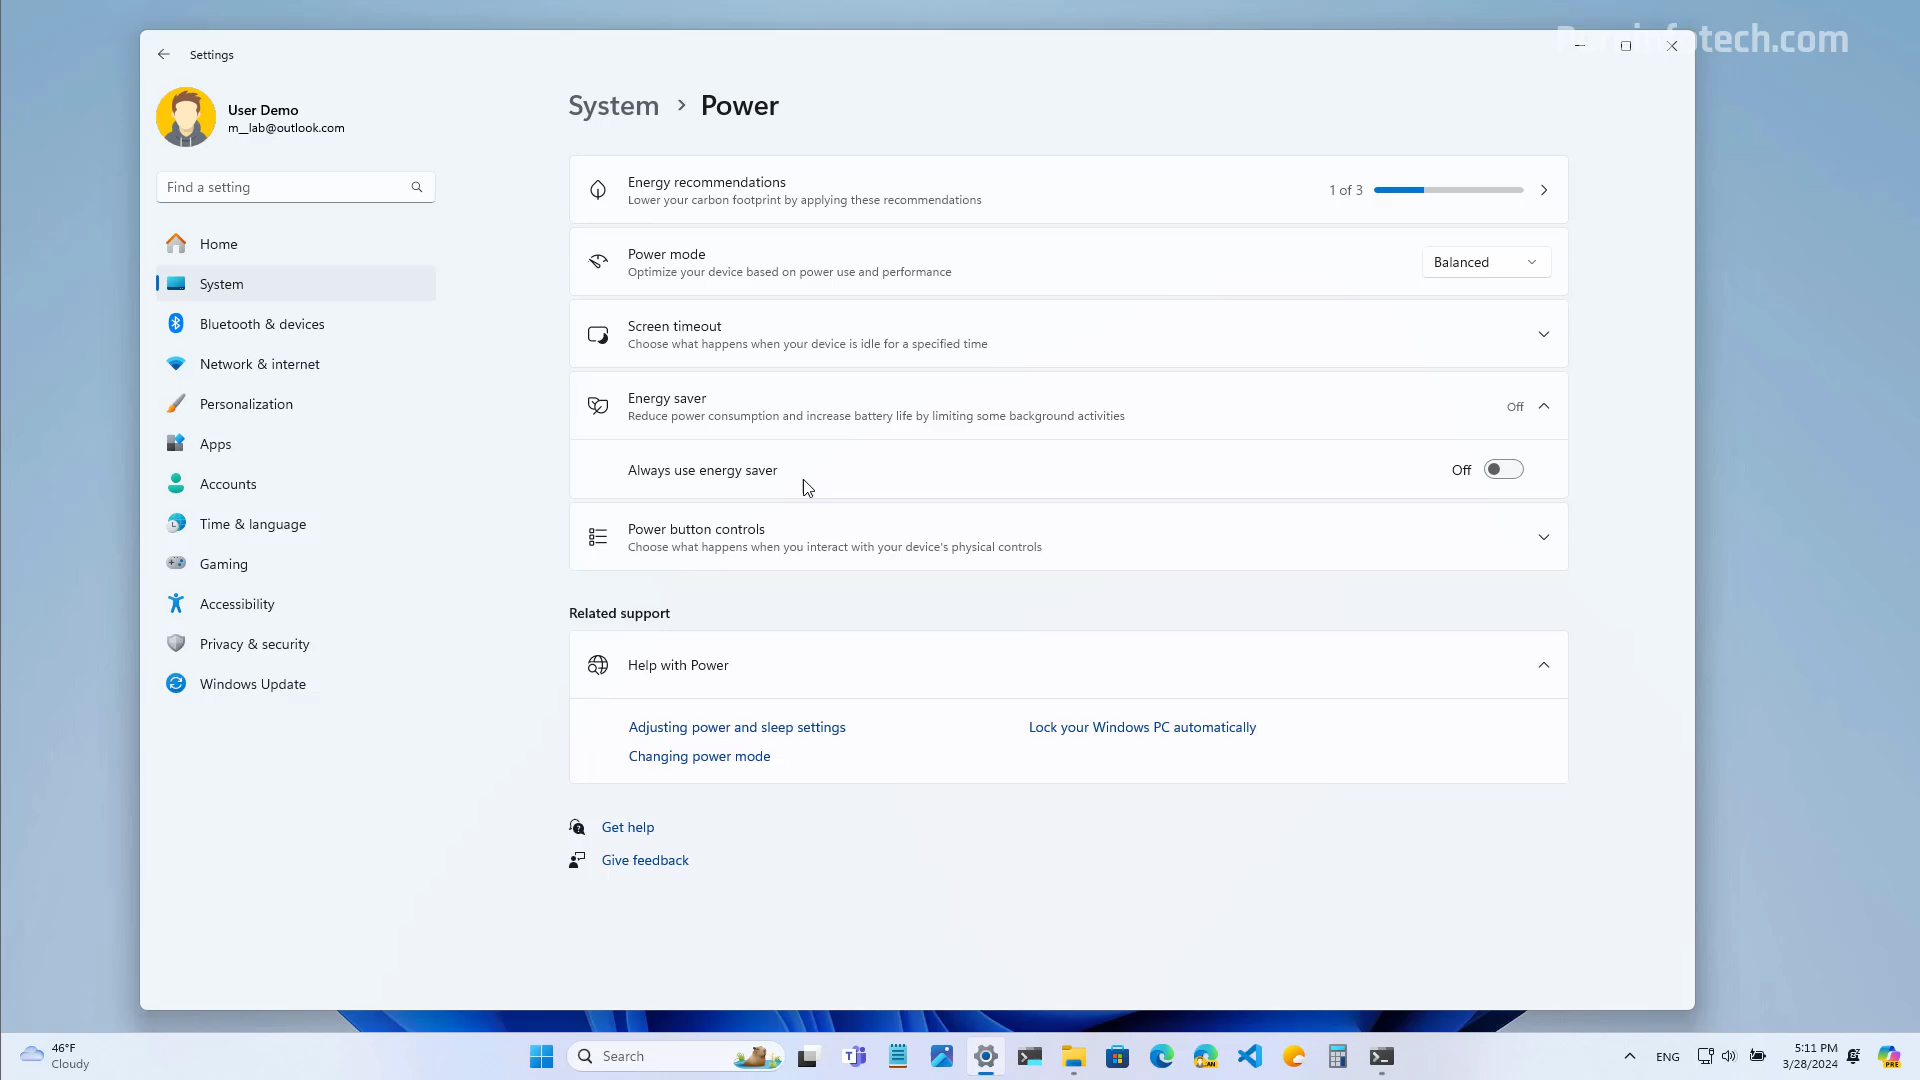 Settings
User Demo
m__lab@outlook.com
Find a setting
Home
System
Bluetooth & devices
Network & internet
Personalization
Apps
Accounts
Time & language
Gaming
Accessibility
Privacy & security
Windows Update
System > Power
Energy recommendations
Lower your carbon footprint by applying these recommendations
1 of 3
Power mode
Optimize your device based on power use and performance
Balanced
Screen timeout
Choose what happens when your device is idle for a specified time
Energy saver
Reduce power consumption and increase battery life by limiting some background activities
Off
Always use energy saver
Off
Power button controls
Choose what happens when you interact with your device's physical controls
Related support
Help with Power
Adjusting power and sleep settings
Lock your Windows PC automatically
Changing power mode
Get help
Give feedback
46°F
Cloudy
Search
CAN
ENG
5:11 PM
3/28/2024
PRE